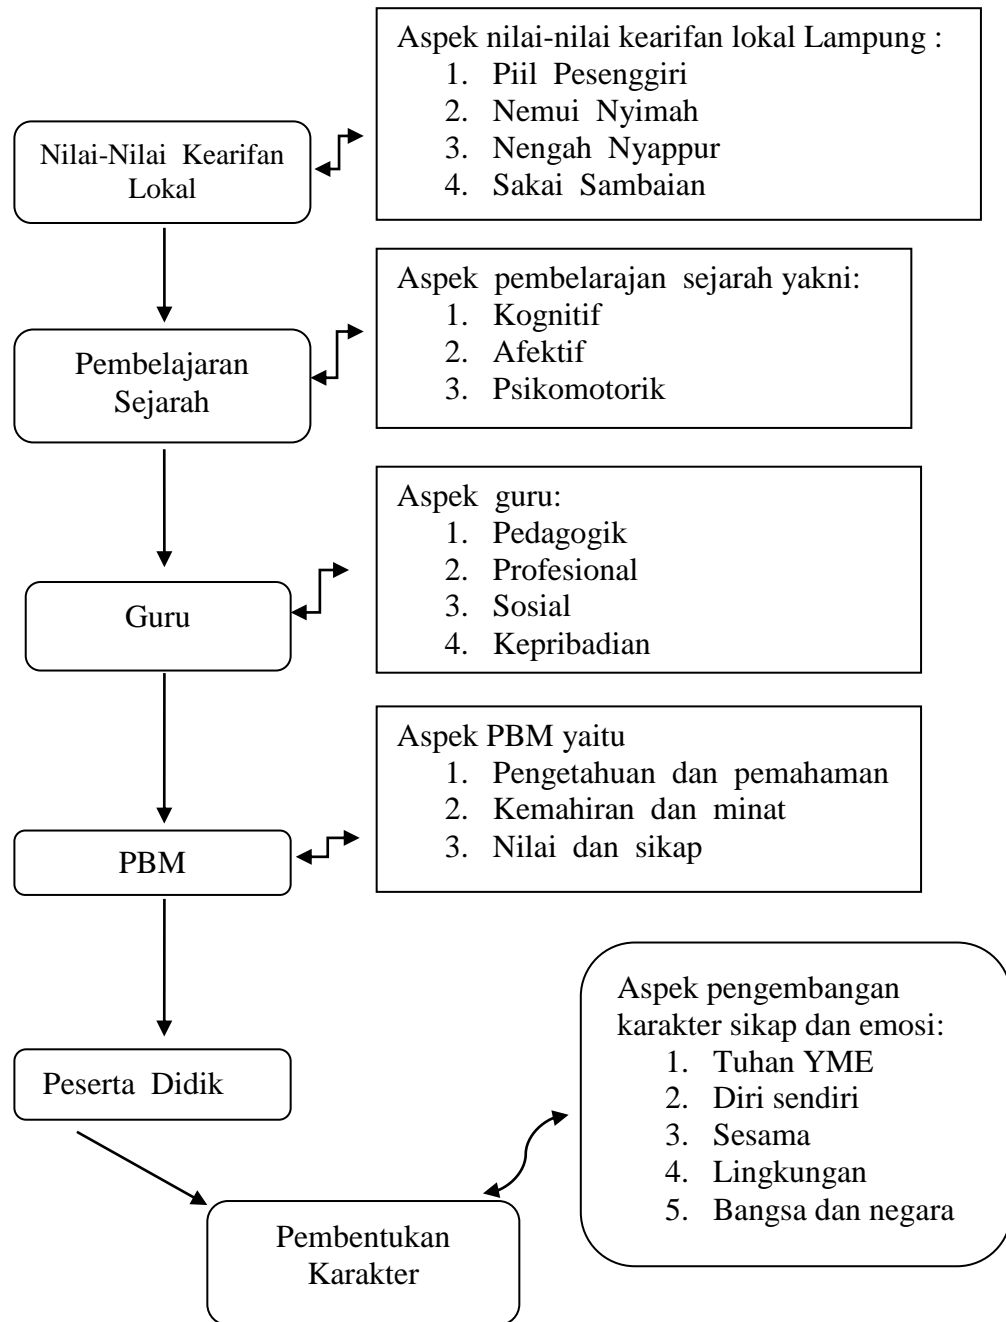 Aspek nilai-nilai kearifan lokal Lampung :
1. Piil Pesenggiri
2. Nemui Nyimah
3. Nengah Nyappur
4. Sakai Sambaian
Nilai-Nilai Kearifan
Lokal
Aspek pembelarajan sejarah yakni:
1. Kognitif
2. Afektif
3. Psikomotorik
Pembelajaran
Sejarah
Aspek guru:
1. Pedagogik
2. Profesional
3. Sosial
4. Kepribadian
Guru
Aspek PBM yaitu
1. Pengetahuan dan pemahaman
2. Kemahiran dan minat
3. Nilai dan sikap
PBM
Aspek pengembangan
karakter sikap dan emosi:
1. Tuhan YME
2. Diri sendiri
3. Sesama
4. Lingkungan
5. Bangsa dan negara
Peserta Didik
Pembentukan
Karakter